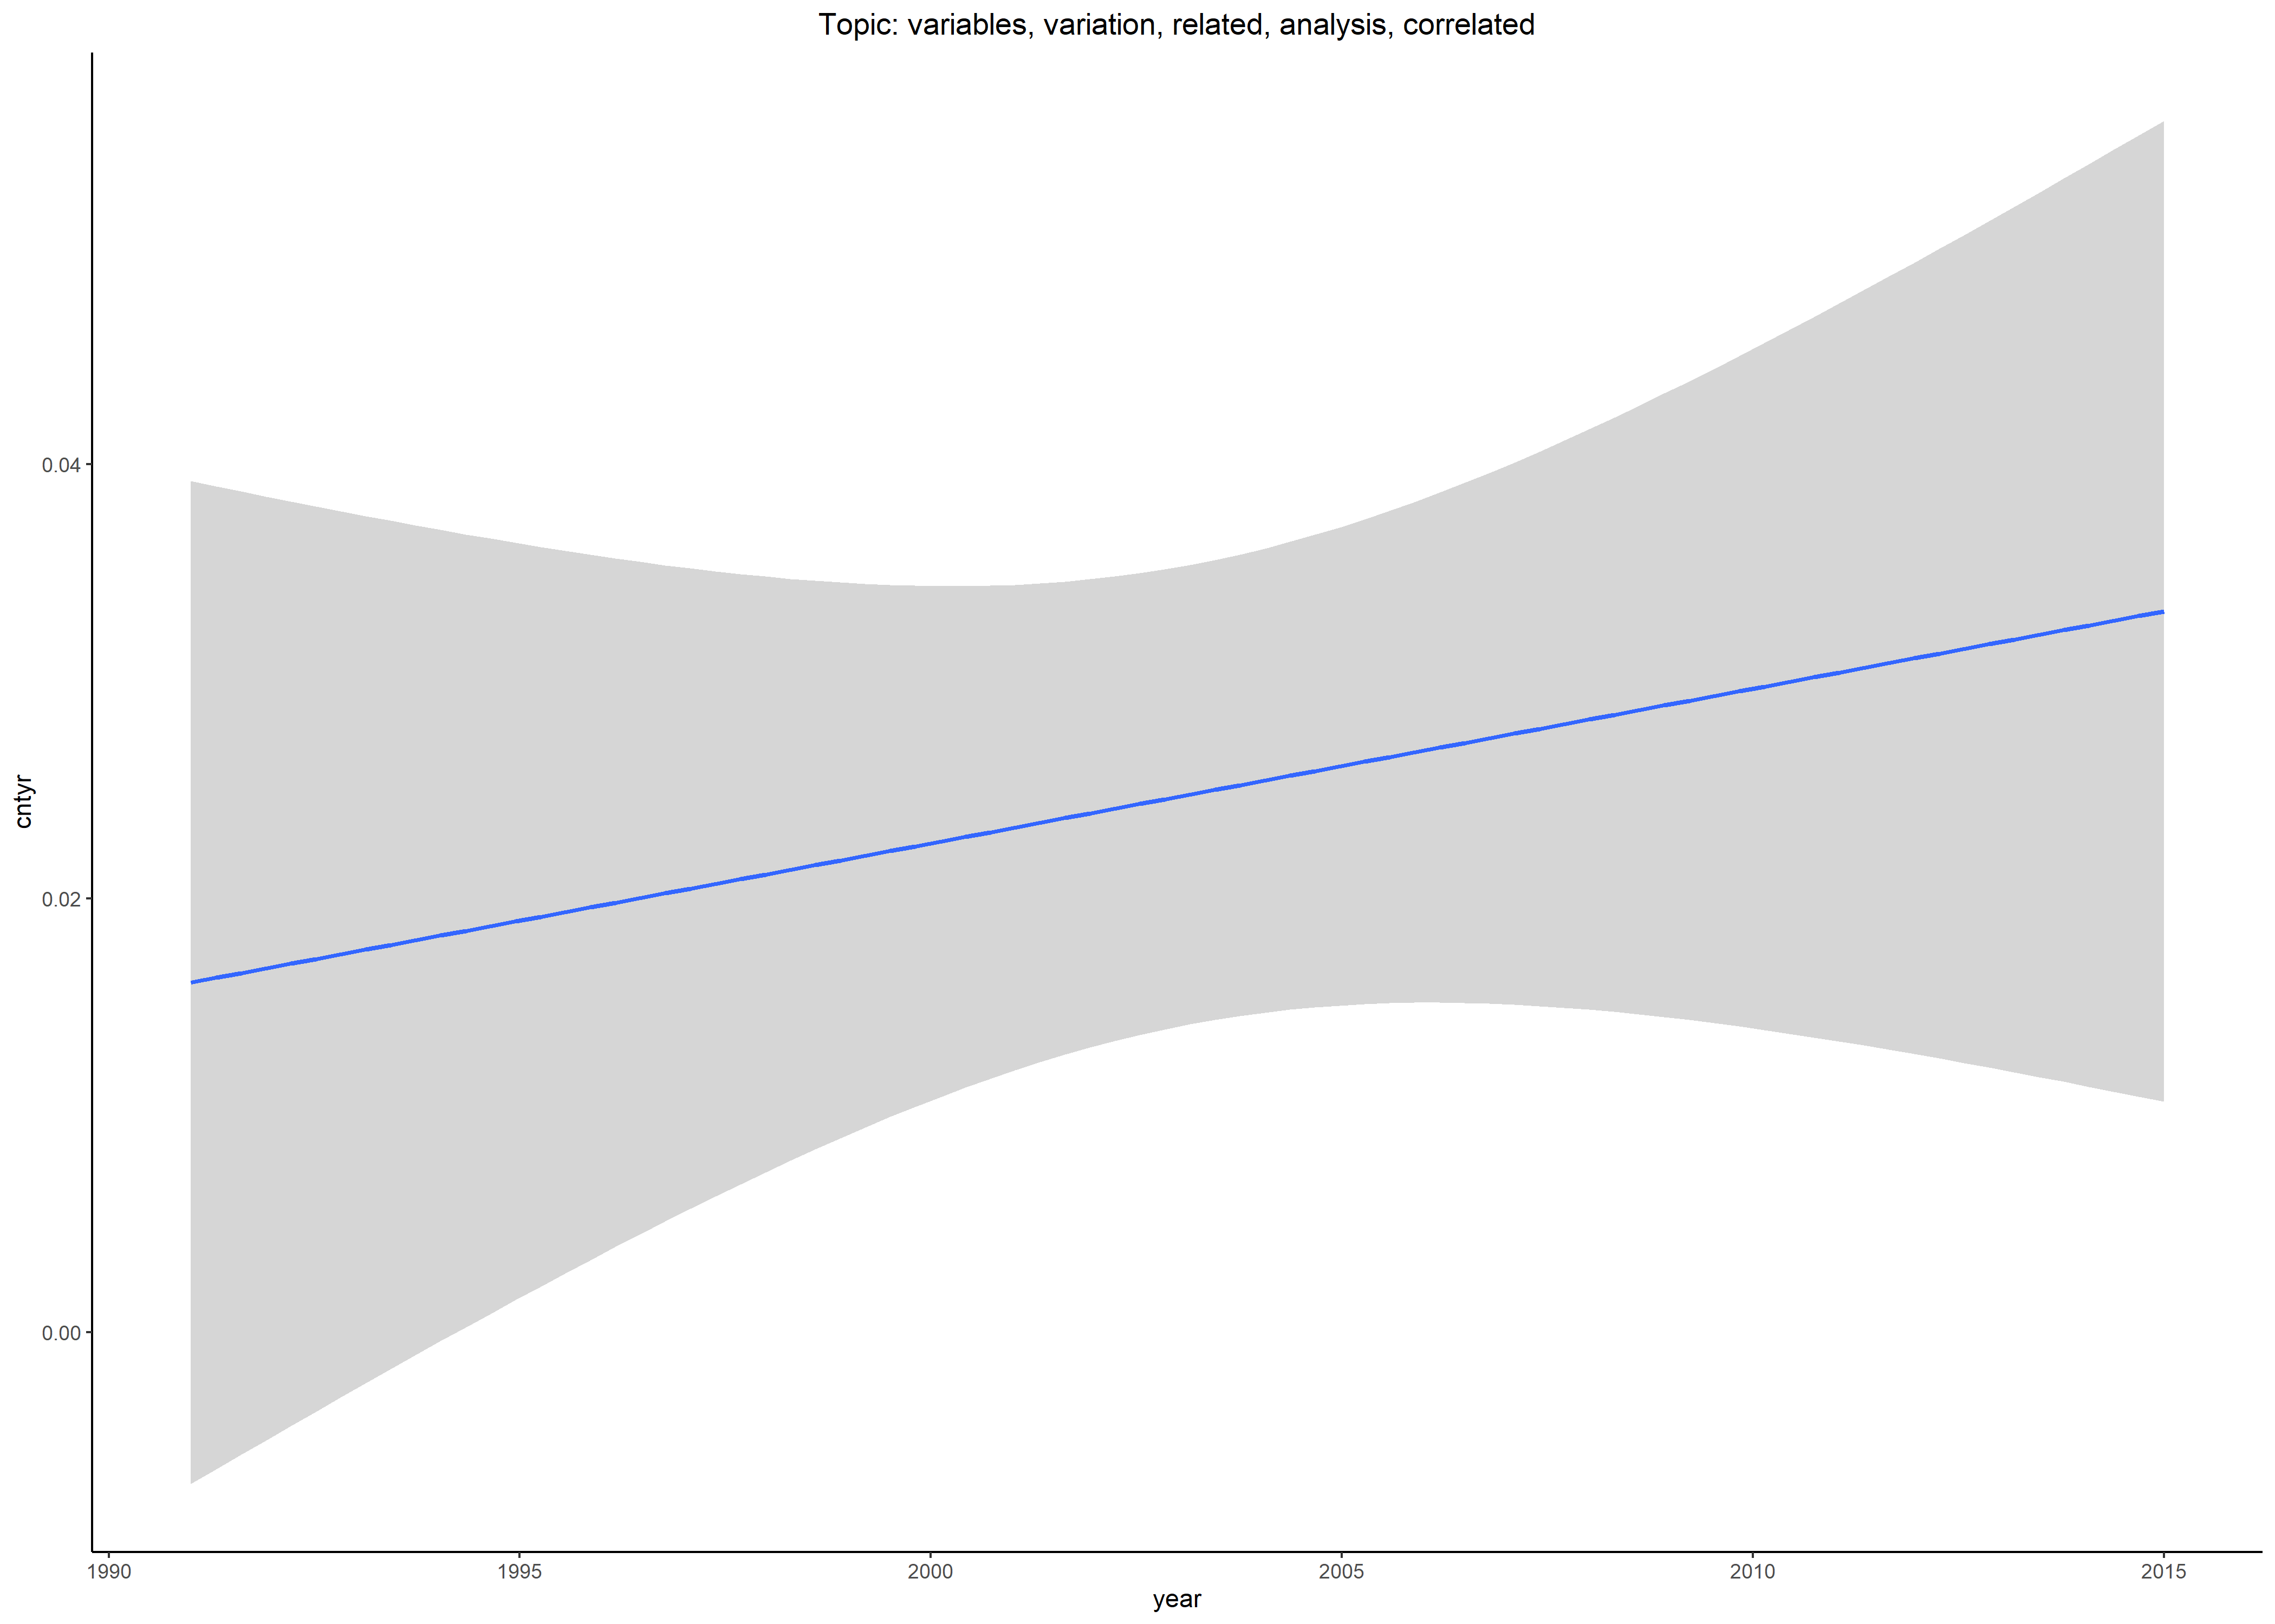 Topic: variables, variation, related, analysis, correlated
cntyr
0.04
0.02
0.00
1990 1995 2000 2005 2010 2015
year